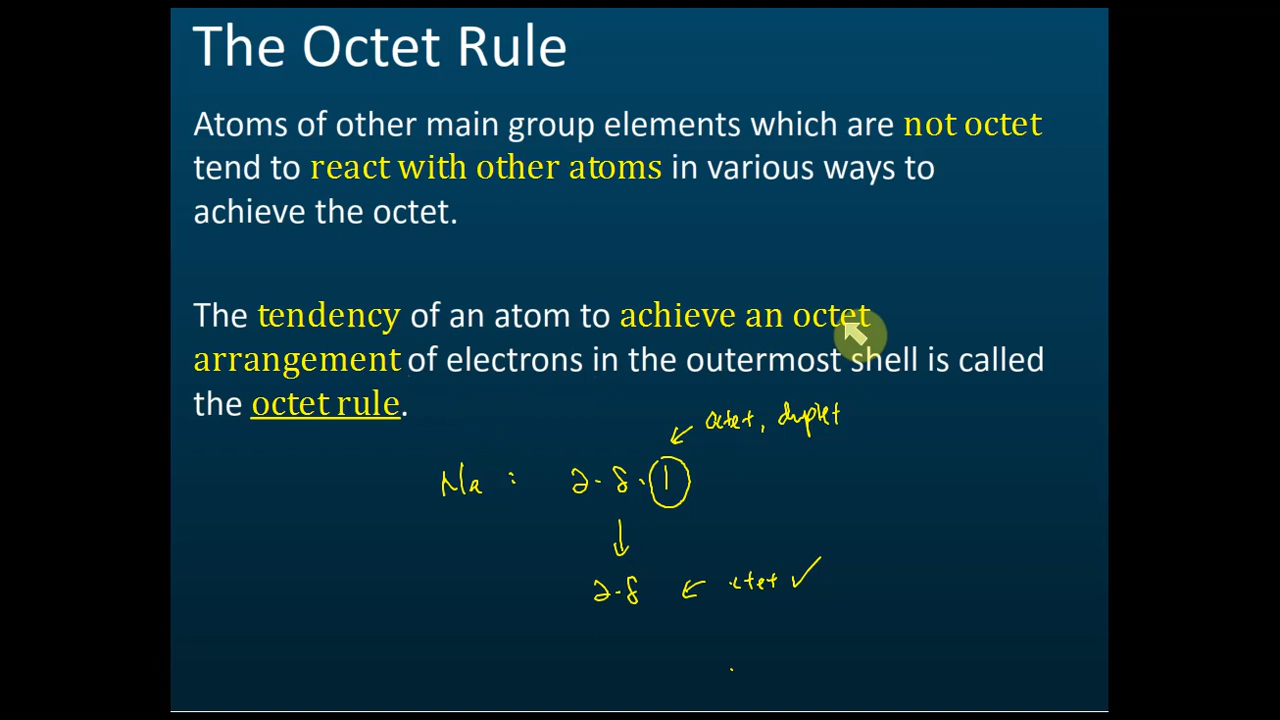 The Octet Rule
Atoms of other main group elements which are not octet
tend to react with other atoms in various ways to
achieve the octet.
The tendency of an atom to achieve an octet
arrangement of electrons in the outermost shell is called
the octet rule.
octet, duplet
Na : 2.8.1
2.8 octet ✓